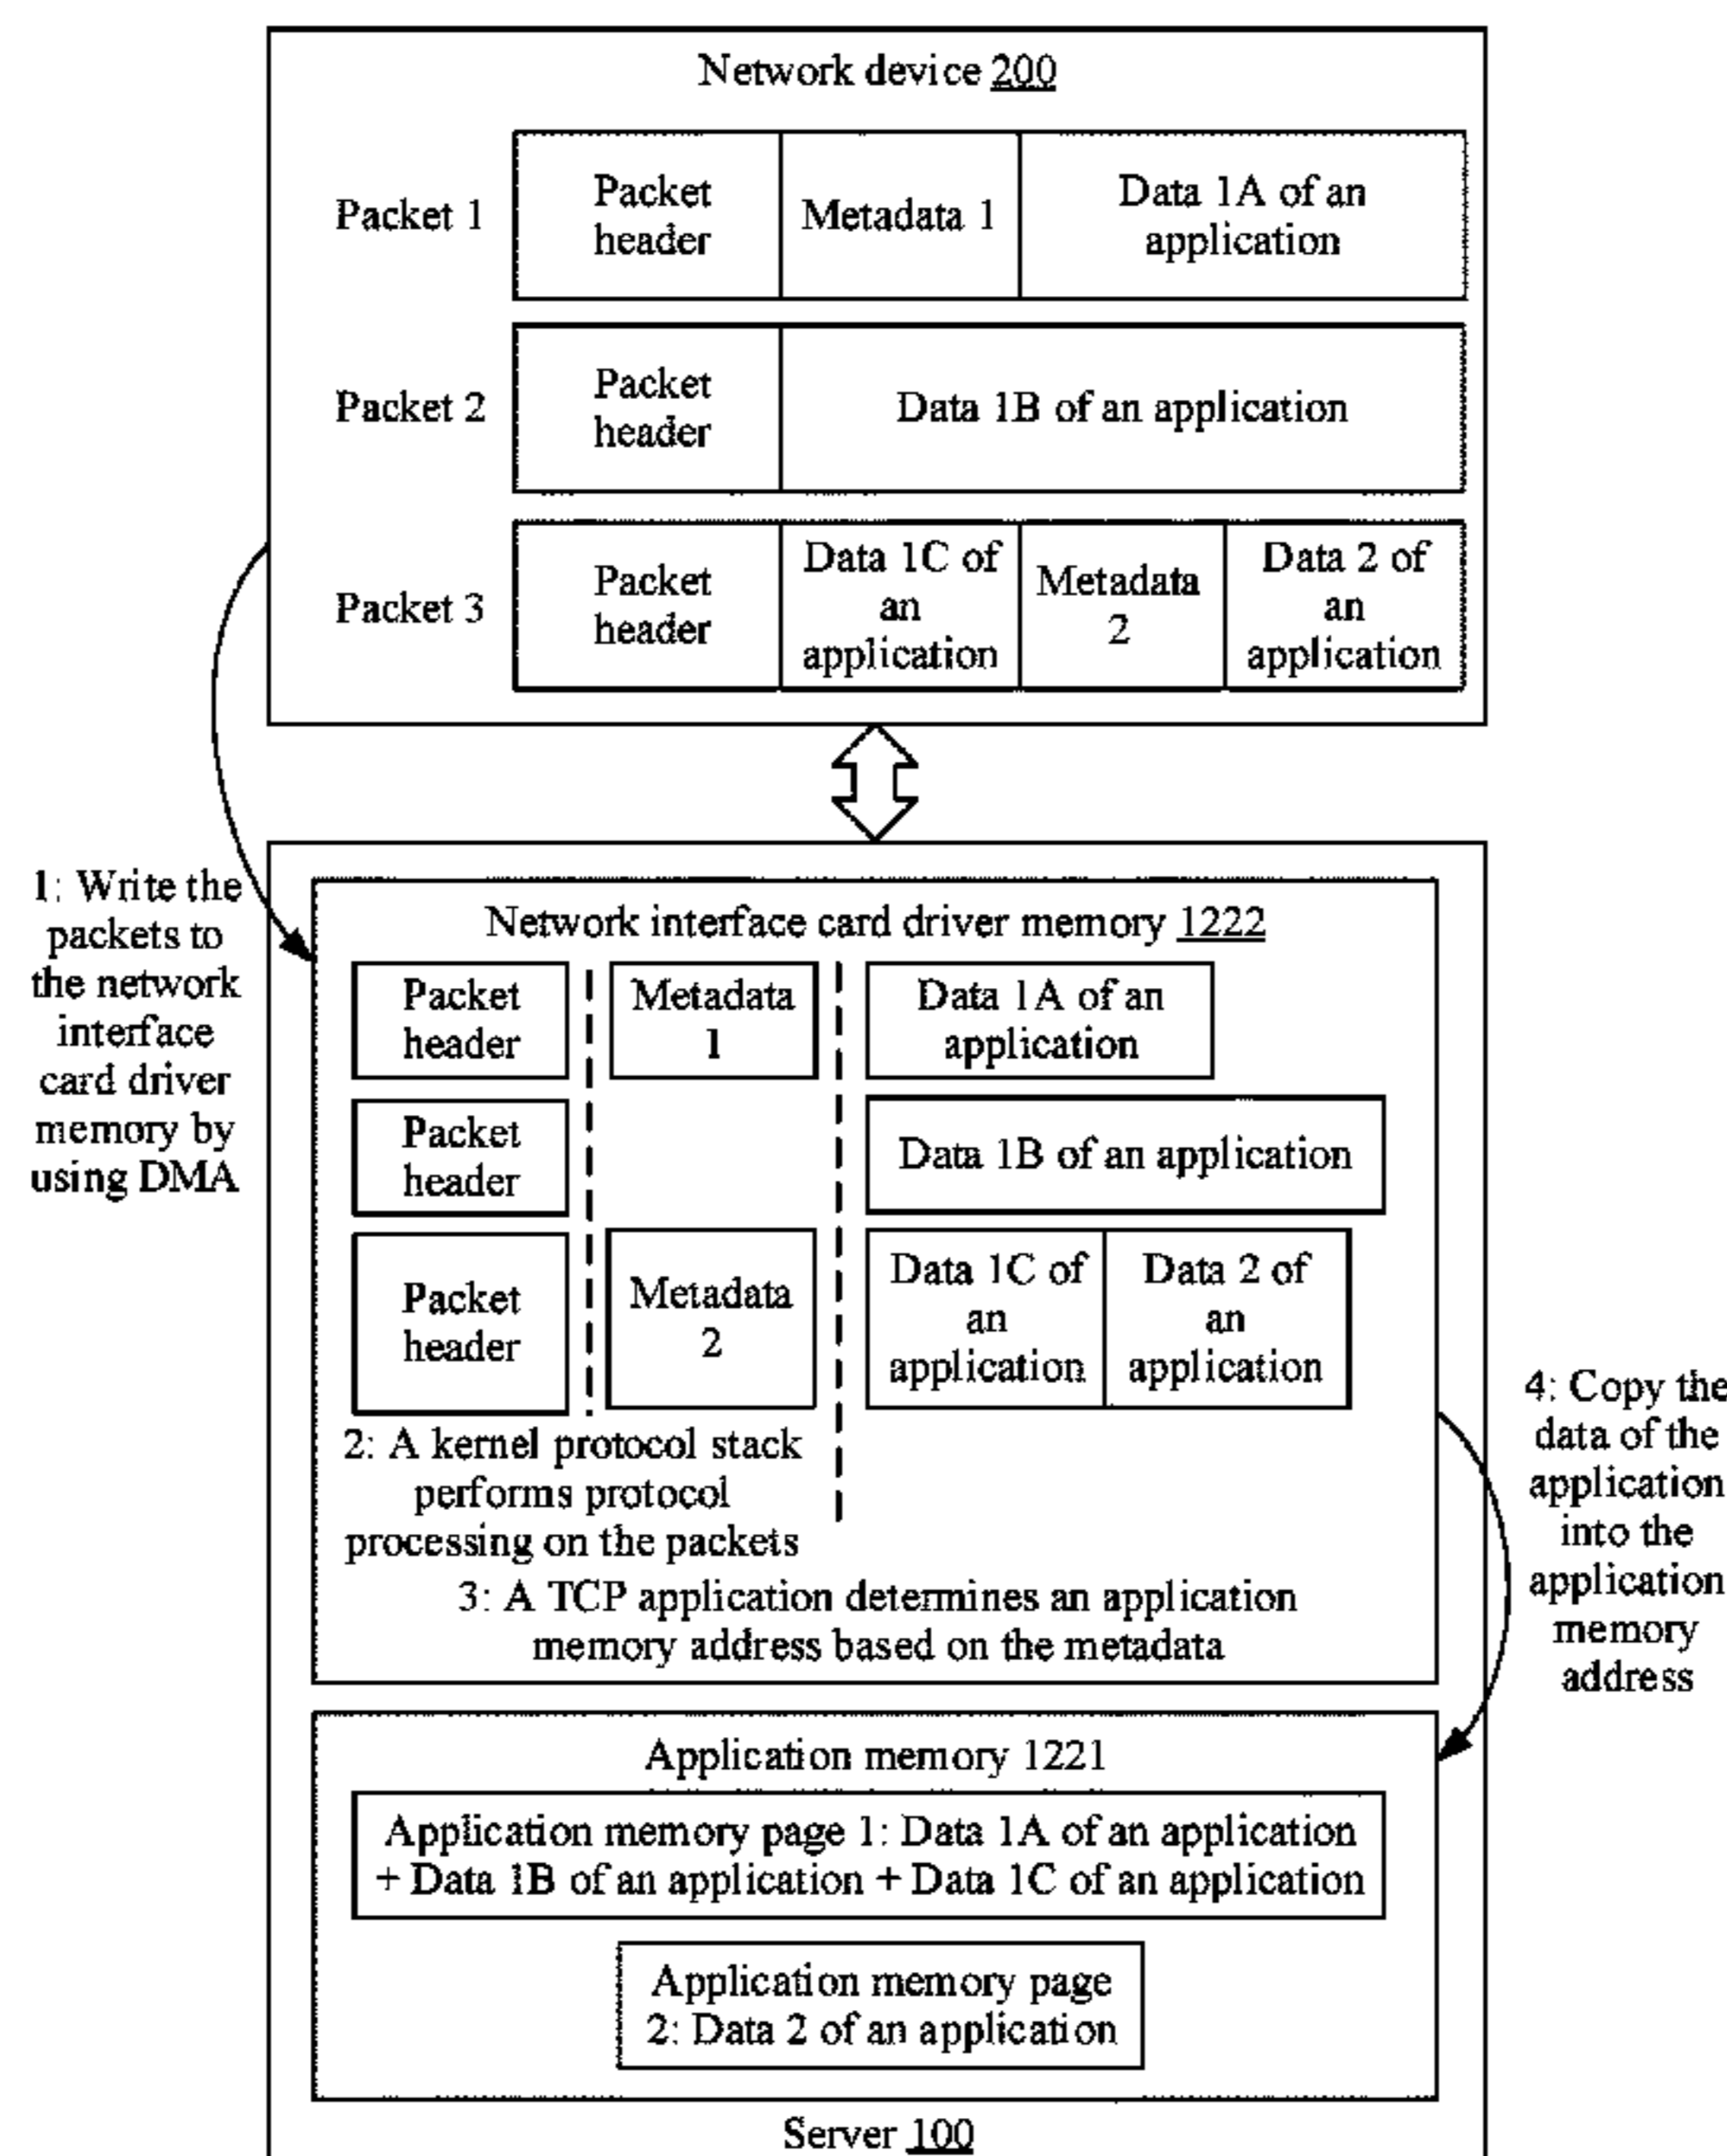 Network device 200
Packet 1
Packet
header
Metadata 1
Data 1A of an
application
Packet 2
Packet
header
Data 1B of an application
Packet 3
Packet
header
Data 1C of
an
application
Metadata
2
Data 2 of
an
application
1: Write the
packets to
the network
interface
card driver
memory by
using DMA
Network interface card driver memory 1222
Packet
header
Metadata
1
Data 1A of an
application
Packet
header
Data 1B of an application
Packet
header
Metadata
2
Data 1C of
an
application
Data 2 of
an
application
2: A kernel protocol stack
performs protocol
processing on the packets
3: A TCP application determines an application
memory address based on the metadata
4: Copy the
data of the
application
into the
application
memory
address
Application memory 1221
Application memory page 1: Data 1A of an application
+ Data 1B of an application + Data 1C of an application
Application memory page
2: Data 2 of an application
Server 100